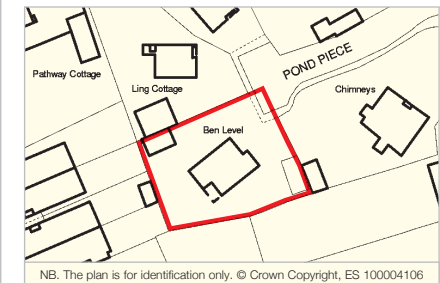 POND PIECE
Pathway Cottage
Ling Cottage
Chimneys
Ben Level
NB. The plan is for identification only. © Crown Copyright, ES 100004106